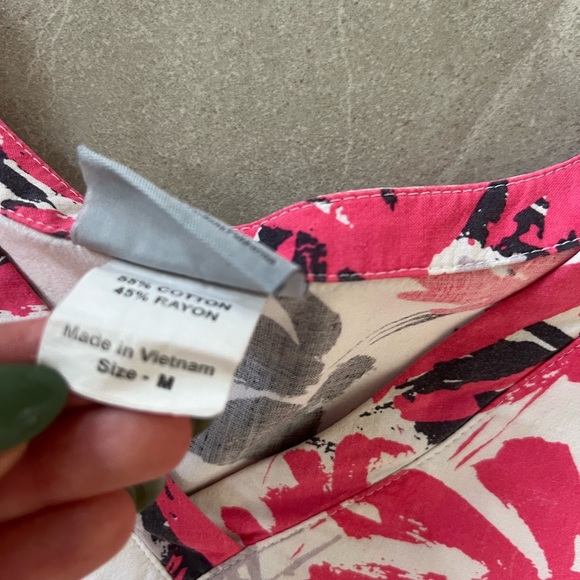 55% COTTON
45% RAYON
Made in Vietnam
Size - M